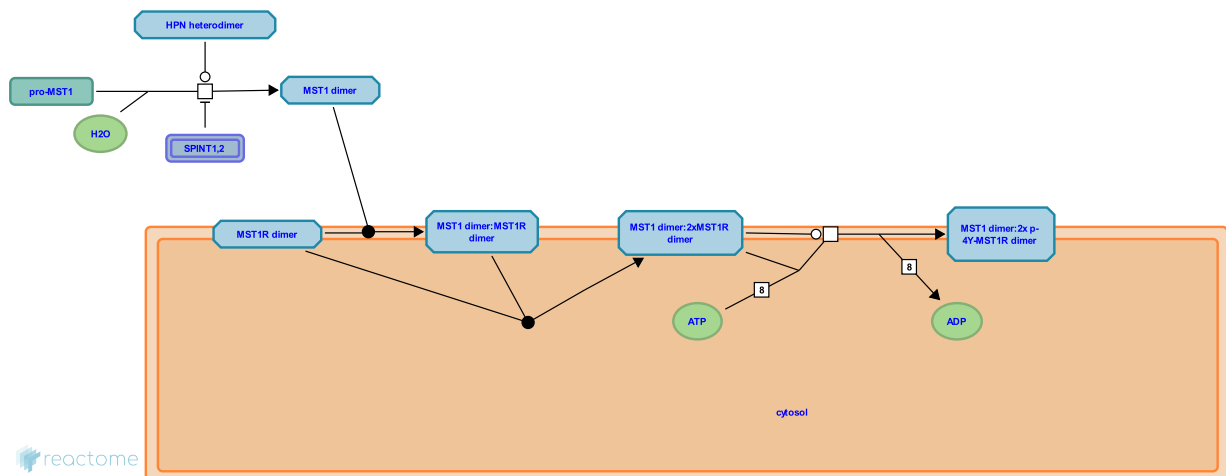 HPN heterodimer
pro-MST1
MST1 dimer
H2O
SPINT1,2
MST1R dimer
MST1 dimer:MST1R
dimer
MST1 dimer:2xMST1R
dimer
MST1 dimer:2x p-
4Y-MST1R dimer
8
8
ATP
ADP
cytosol
reactome